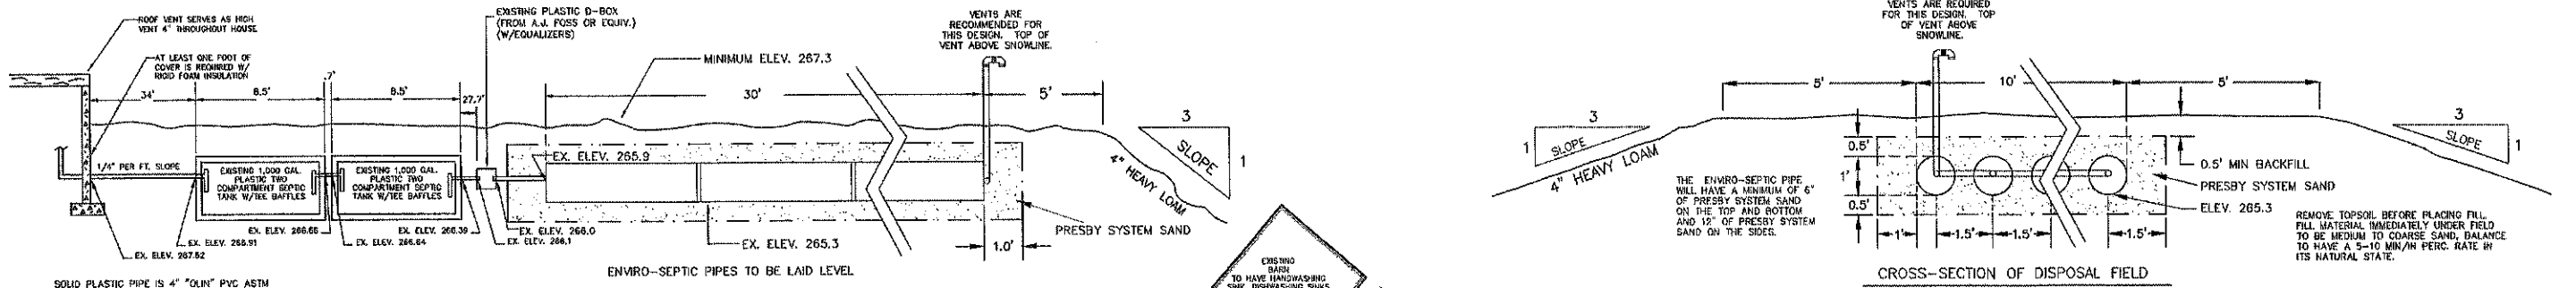 ROOF VENT SERVES AS HIGH
VENT 4" THROUGHOUT HOUSE
AT LEAST ONE FOOT OF
COVER IS REQUIRED W/
RIGID FOAM INSULATION
34'
8.5'
.7'
8.5'
27.7'
1/4" PER FT. SLOPE
EXISTING 1,000 GAL.
PLASTIC TWO
COMPARTMENT SEPTIC
TANK W/TEE BAFFLES
EXISTING 1,000 GAL.
PLASTIC TWO
COMPARTMENT SEPTIC
TANK W/TEE BAFFLES
EX. ELEV. 266.91
EX. ELEV. 267.62
EX. ELEV. 266.66
EX. ELEV. 266.64
EX. ELEV. 266.39
EX. ELEV. 266.1
EX. ELEV. 266.0
SOLID PLASTIC PIPE IS 4" "OLIN" PVC ASTM
EXISTING PLASTIC D-BOX
(FROM A.J. FOSS OR EQUIV.)
(W/EQUALIZERS)
MINIMUM ELEV. 267.3
30'
5'
VENTS ARE
RECOMMENDED FOR
THIS DESIGN. TOP OF
VENT ABOVE SNOWLINE.
EX. ELEV. 265.9
EX. ELEV. 265.3
3
SLOPE
1
4" HEAVY LOAM
PRESBY SYSTEM SAND
1.0'
ENVIRO-SEPTIC PIPES TO BE LAID LEVEL
EXISTING
BARN
TO HAVE HANDWASHING
SINK, DISHWASHING SINKS
VENTS ARE REQUIRED
FOR THIS DESIGN. TOP
OF VENT ABOVE
SNOWLINE.
5'
10'
5'
3
1
SLOPE
4" HEAVY LOAM
3
SLOPE
1
0.5'
1'
0.5'
0.5' MIN BACKFILL
PRESBY SYSTEM SAND
ELEV. 265.3
THE ENVIRO-SEPTIC PIPE
WILL HAVE A MINIMUM OF 6"
OF PRESBY SYSTEM SAND
ON THE TOP AND BOTTOM
AND 12" OF PRESBY SYSTEM
SAND ON THE SIDES.
1'
1.5'
1.5'
1.5'
REMOVE TOPSOIL BEFORE PLACING FILL.
FILL MATERIAL IMMEDIATELY UNDER FIELD
TO BE MEDIUM TO COARSE SAND, BALANCE
TO HAVE A 5-10 MIN/IN PERC. RATE IN
ITS NATURAL STATE.
CROSS-SECTION OF DISPOSAL FIELD